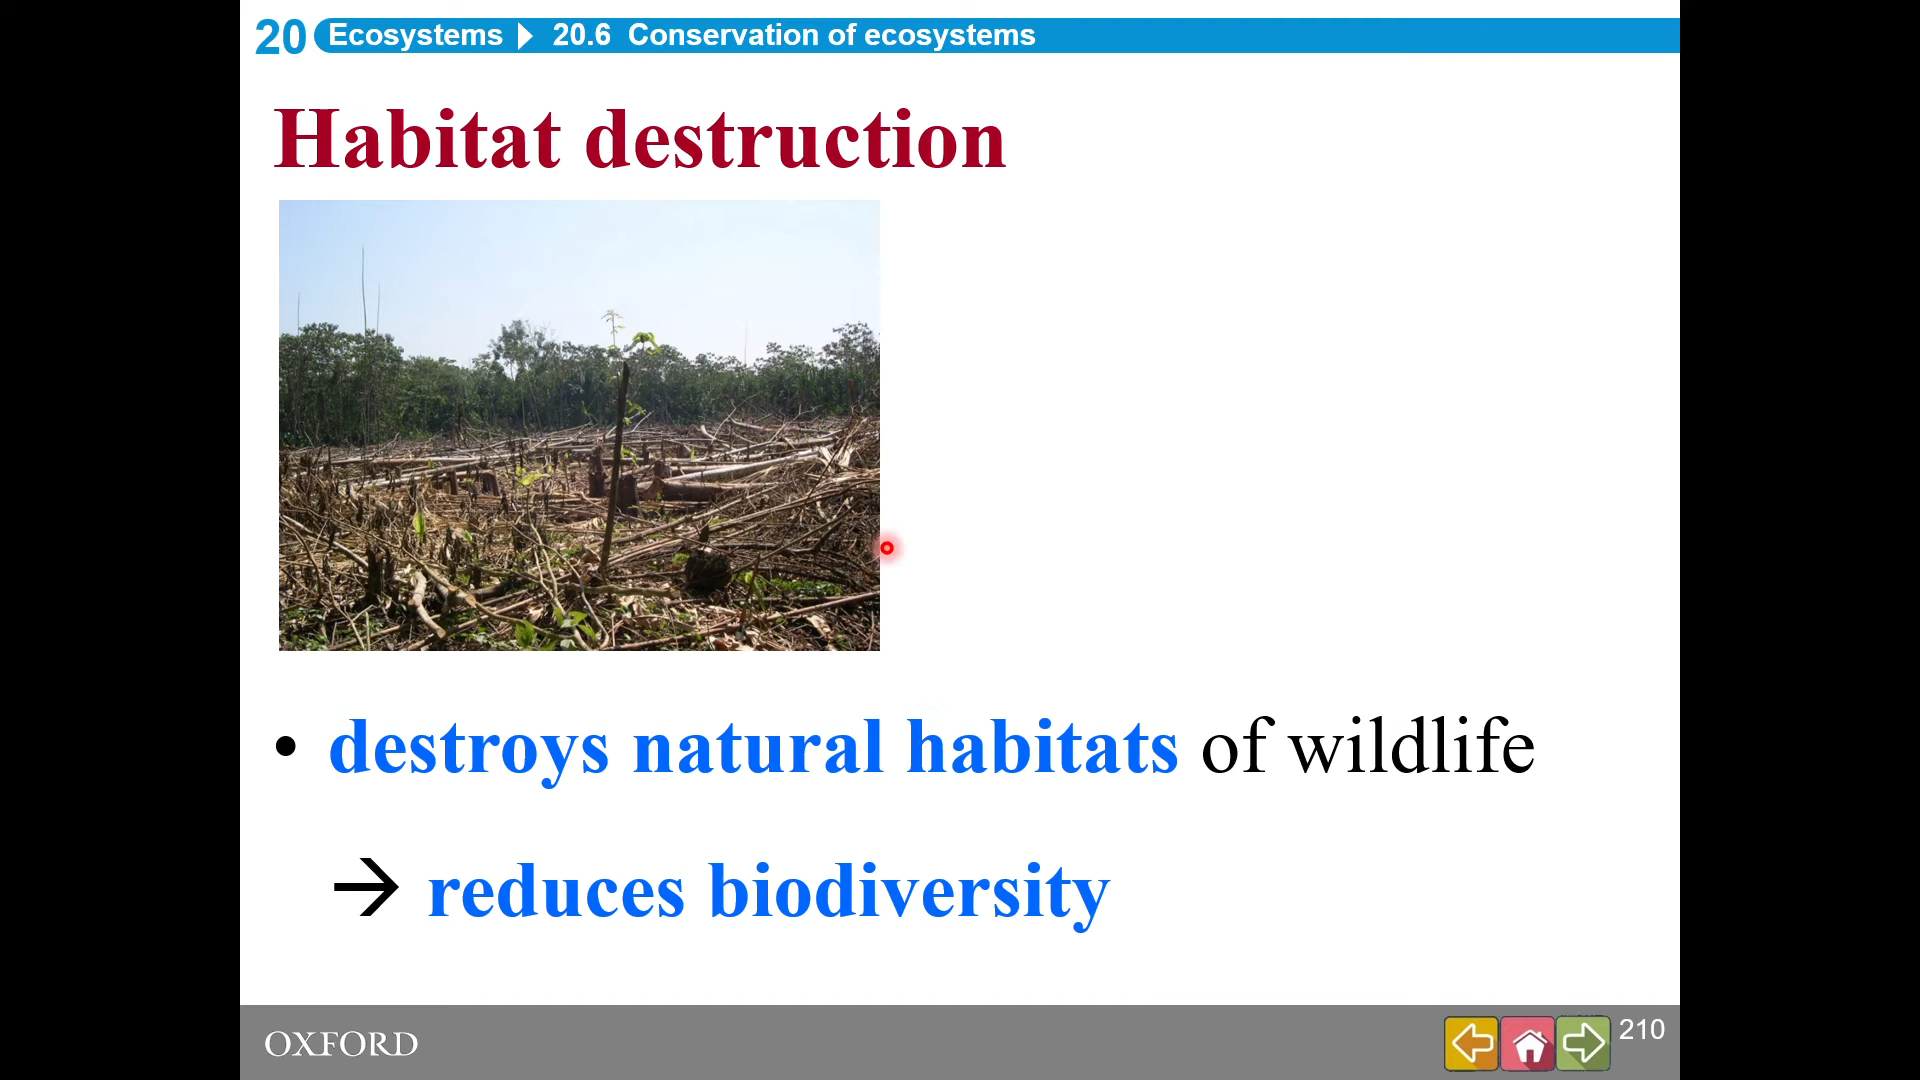 20 Ecosystems 20.6 Conservation of ecosystems
Habitat destruction
• destroys natural habitats of wildlife
→ reduces biodiversity
OXFORD
210